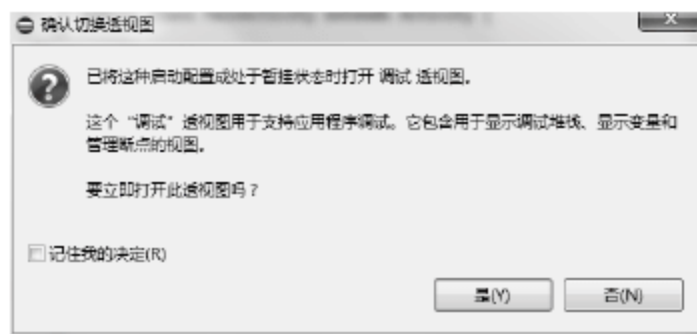 确认切换透视图
已将这种启动配置成处于暂挂状态时打开 调试 透视图。
这个“调试”透视图用于支持应用程序调试。它包含用于显示调试堆栈、显示变量和
管理断点的视图。
要立即打开此透视图吗？
记住我的决定(R)
是(Y)
否(N)